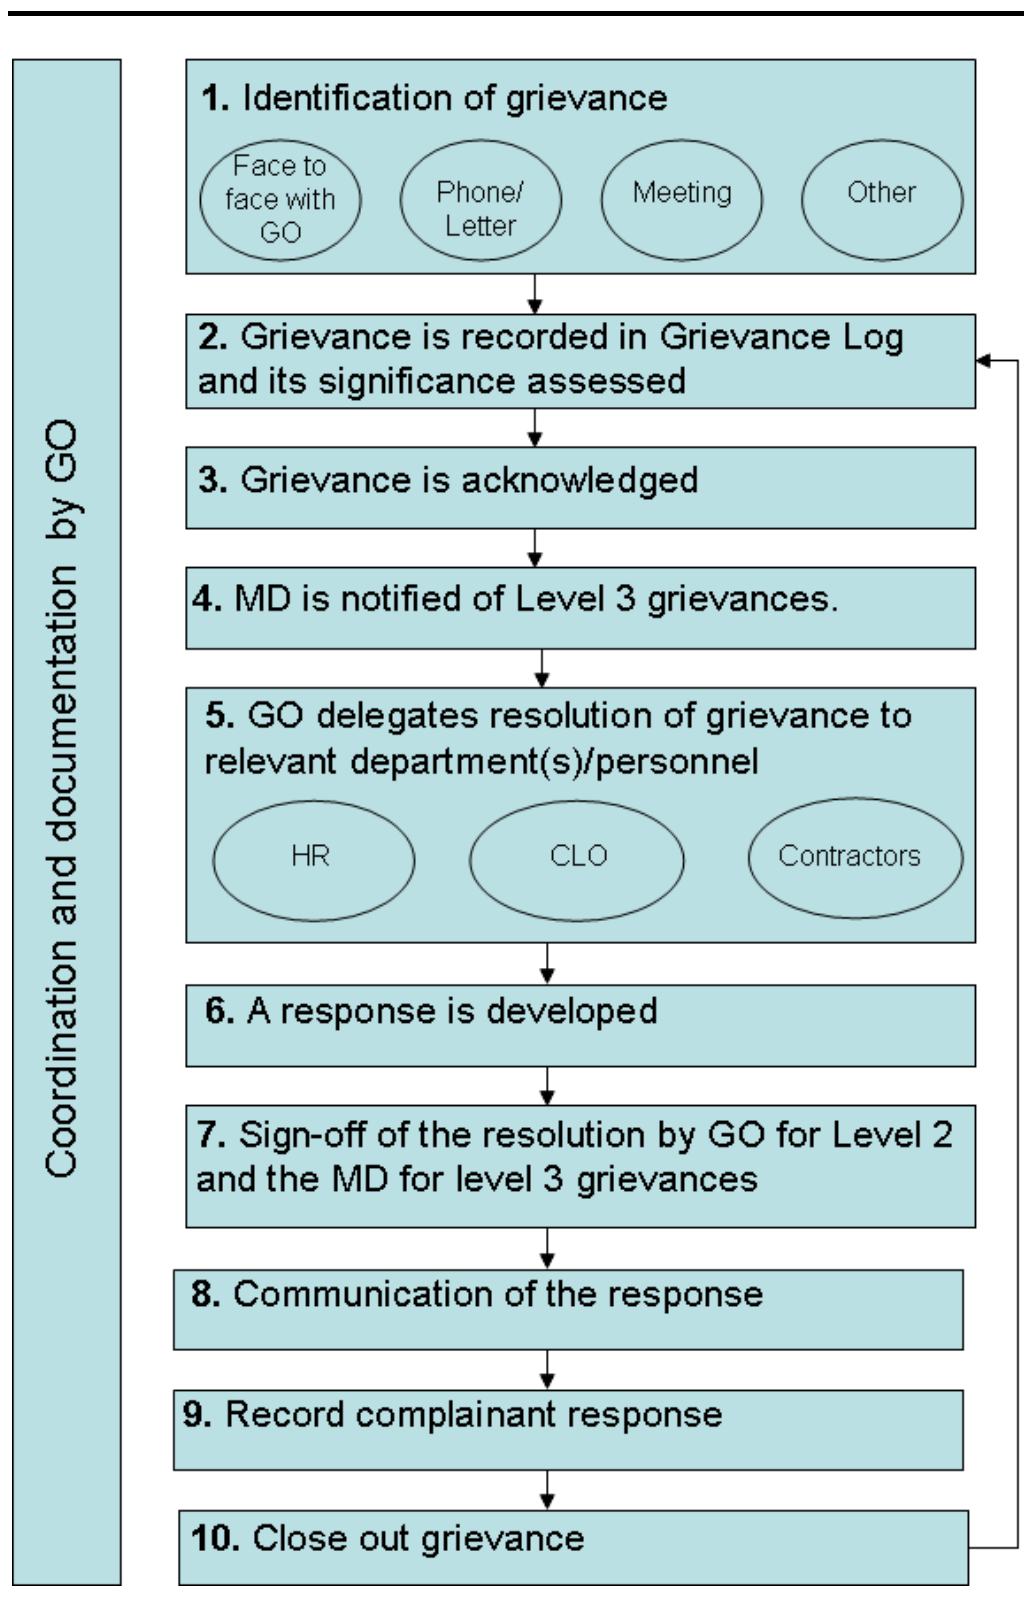 Coordination and documentation by GO
1. Identification of grievance
Face to
face with
GO
Phone/
Letter
Meeting
Other
2. Grievance is recorded in Grievance Log
and its significance assessed
3. Grievance is acknowledged
4. MD is notified of Level 3 grievances.
5. GO delegates resolution of grievance to
relevant department(s)/personnel
HR
CLO
Contractors
6. A response is developed
7. Sign-off of the resolution by GO for Level 2
and the MD for level 3 grievances
8. Communication of the response
9. Record complainant response
10. Close out grievance